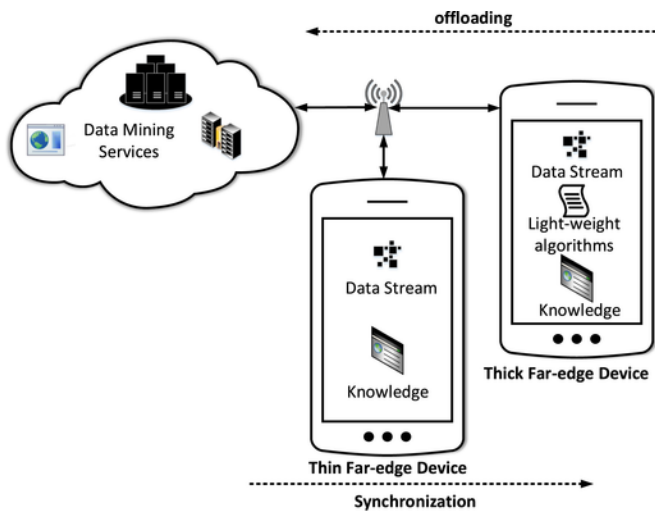 offloading
Data Mining
Services
Data Stream
Light-weight
algorithms
Knowledge
Thick Far-edge Device
Data Stream
Knowledge
Thin Far-edge Device
Synchronization